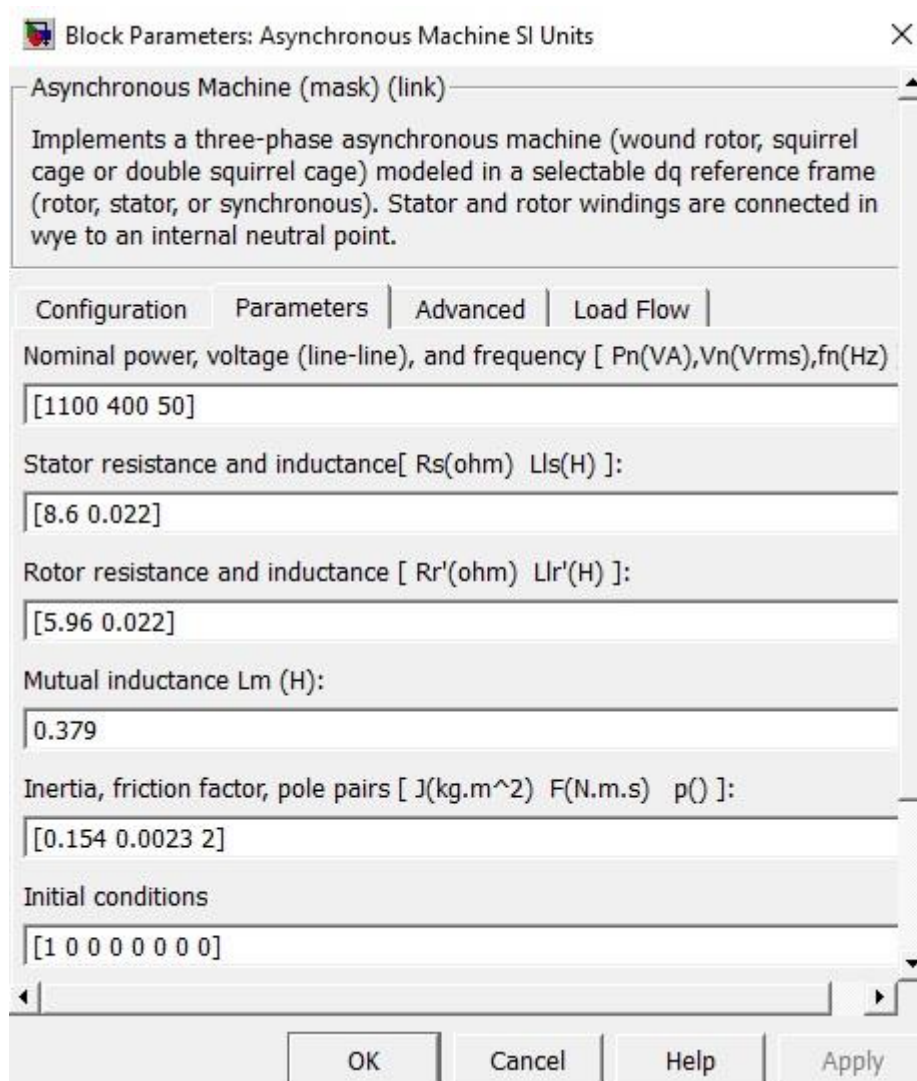 Block Parameters: Asynchronous Machine SI Units
Asynchronous Machine (mask) (link)
Implements a three-phase asynchronous machine (wound rotor, squirrel
cage or double squirrel cage) modeled in a selectable dq reference frame
(rotor, stator, or synchronous). Stator and rotor windings are connected in
wye to an internal neutral point.
Configuration Parameters Advanced Load Flow
Nominal power, voltage (line-line), and frequency [ Pn(VA),Vn(Vrms),fn(Hz) ]
[1100 400 50]
Stator resistance and inductance[ Rs(ohm) Lls(H) ]:
[8.6 0.022]
Rotor resistance and inductance [ Rr'(ohm) Llr'(H) ]:
[5.96 0.022]
Mutual inductance Lm (H):
0.379
Inertia, friction factor, pole pairs [ J(kg.m^2) F(N.m.s) p() ]:
[0.154 0.0023 2]
Initial conditions
[1 0 0 0 0 0 0 0]
OK Cancel Help Apply